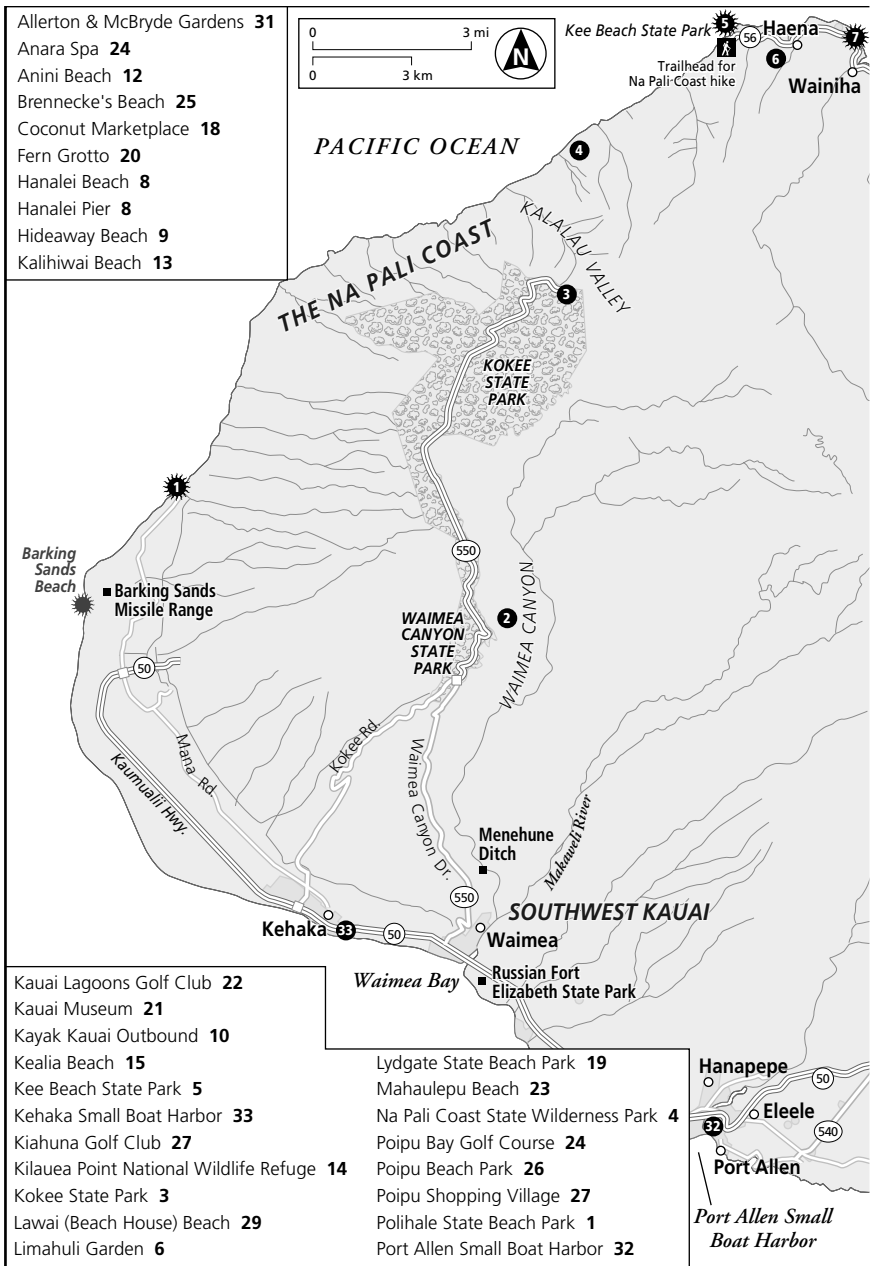 Allerton & McBryde Gardens 31
Anara Spa 24
Anini Beach 12
Brennecke's Beach 25
Coconut Marketplace 18
Fern Grotto 20
Hanalei Beach 8
Hanalei Pier 8
Hideaway Beach 9
Kalihiwai Beach 13
0 3 mi
0 3 km
N
Kee Beach State Park
5
56
Haena
7
6
Trailhead for
Na Pali Coast hike
Wainiha
PACIFIC OCEAN
4
KALALAU VALLEY
THE NA PALI COAST
3
KOKEE
STATE
PARK
1
550
Barking
Sands
Beach
Barking Sands
Missile Range
2
WAIMEA
CANYON
STATE
PARK
WAIMEA CANYON
50
Kokee Rd.
Mana Rd.
Waimea Canyon Dr.
Kaumualii Hwy.
Makaweli River
Menehune
Ditch
550
SOUTHWEST KAUAI
Kehaka
33
50
Waimea
Waimea Bay
Russian Fort
Elizabeth State Park
Kauai Lagoons Golf Club 22
Kauai Museum 21
Kayak Kauai Outbound 10
Kealia Beach 15
Kee Beach State Park 5
Kehaka Small Boat Harbor 33
Kiahuna Golf Club 27
Kilauea Point National Wildlife Refuge 14
Kokee State Park 3
Lawai (Beach House) Beach 29
Limahuli Garden 6
Lydgate State Beach Park 19
Mahaulepu Beach 23
Na Pali Coast State Wilderness Park 4
Poipu Bay Golf Course 24
Poipu Beach Park 26
Poipu Shopping Village 27
Polihale State Beach Park 1
Port Allen Small Boat Harbor 32
Hanapepe
50
Eleele
32
540
Port Allen
Port Allen Small
Boat Harbor